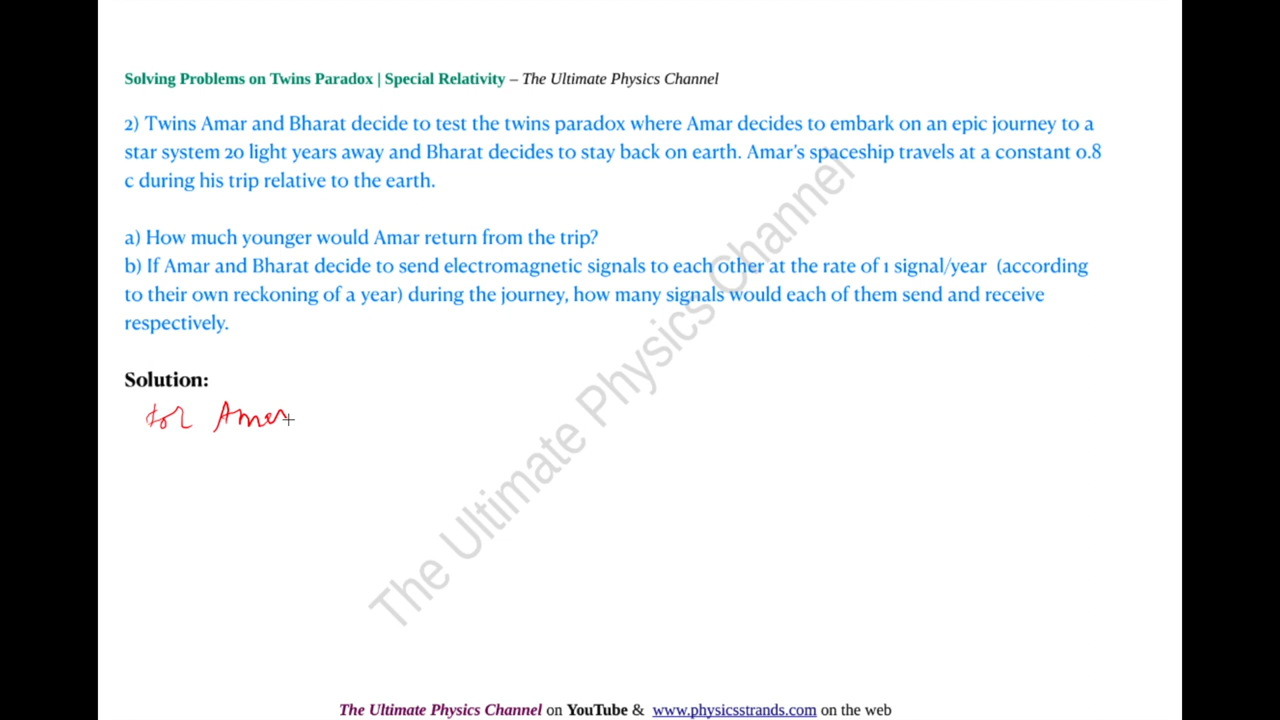 Solving Problems on Twins Paradox | Special Relativity – The Ultimate Physics Channel
2) Twins Amar and Bharat decide to test the twins paradox where Amar decides to embark on an epic journey to a
star system 20 light years away and Bharat decides to stay back on earth. Amar's spaceship travels at a constant 0.8
c during his trip relative to the earth.
a) How much younger would Amar return from the trip?
b) If Amar and Bharat decide to send electromagnetic signals to each other at the rate of 1 signal/year (according
to their own reckoning of a year) during the journey, how many signals would each of them send and receive
respectively.
Solution:
for Amar
The Ultimate Physics Channel
The Ultimate Physics Channel on YouTube & www.physicsstrands.com on the web